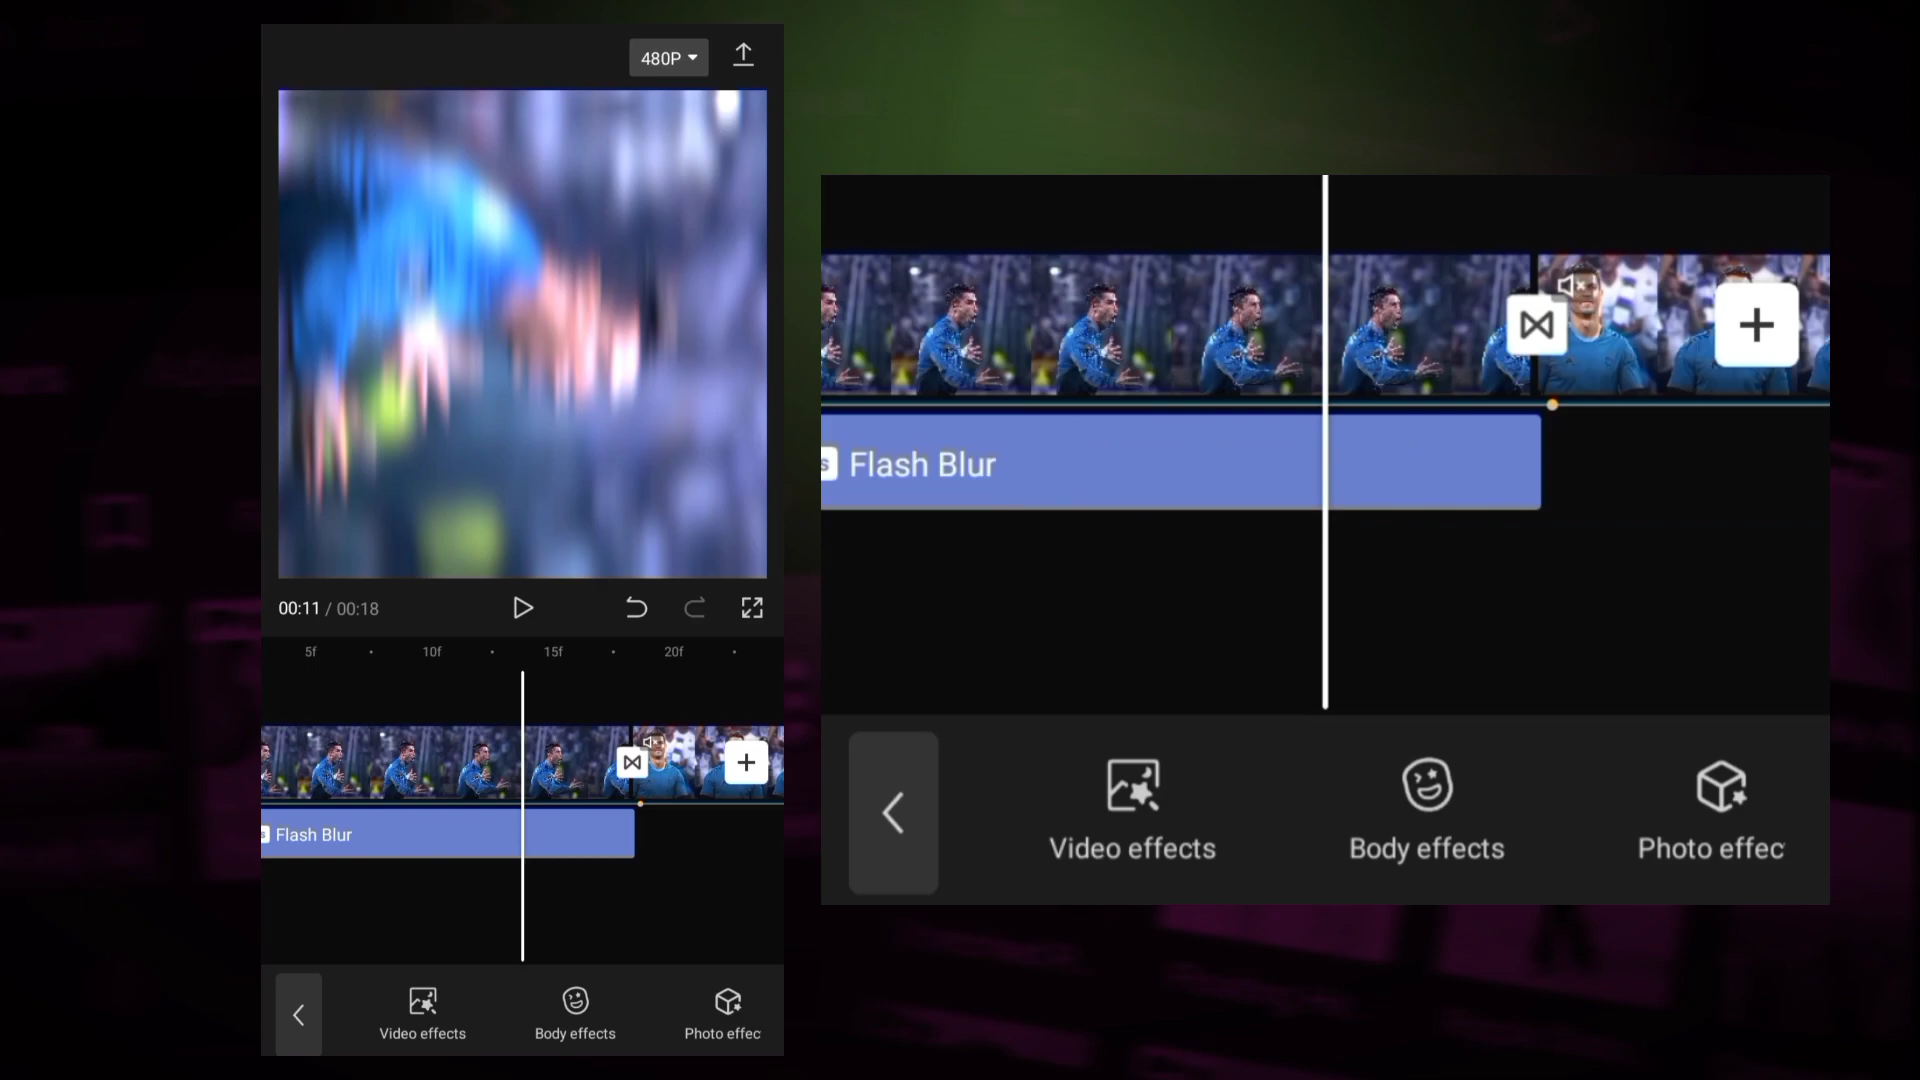 480P
00:11 / 00:18
5f 10f 15f 20f
s Flash Blur
Video effects Body effects Photo effec
s Flash Blur
Video effects Body effects Photo effec